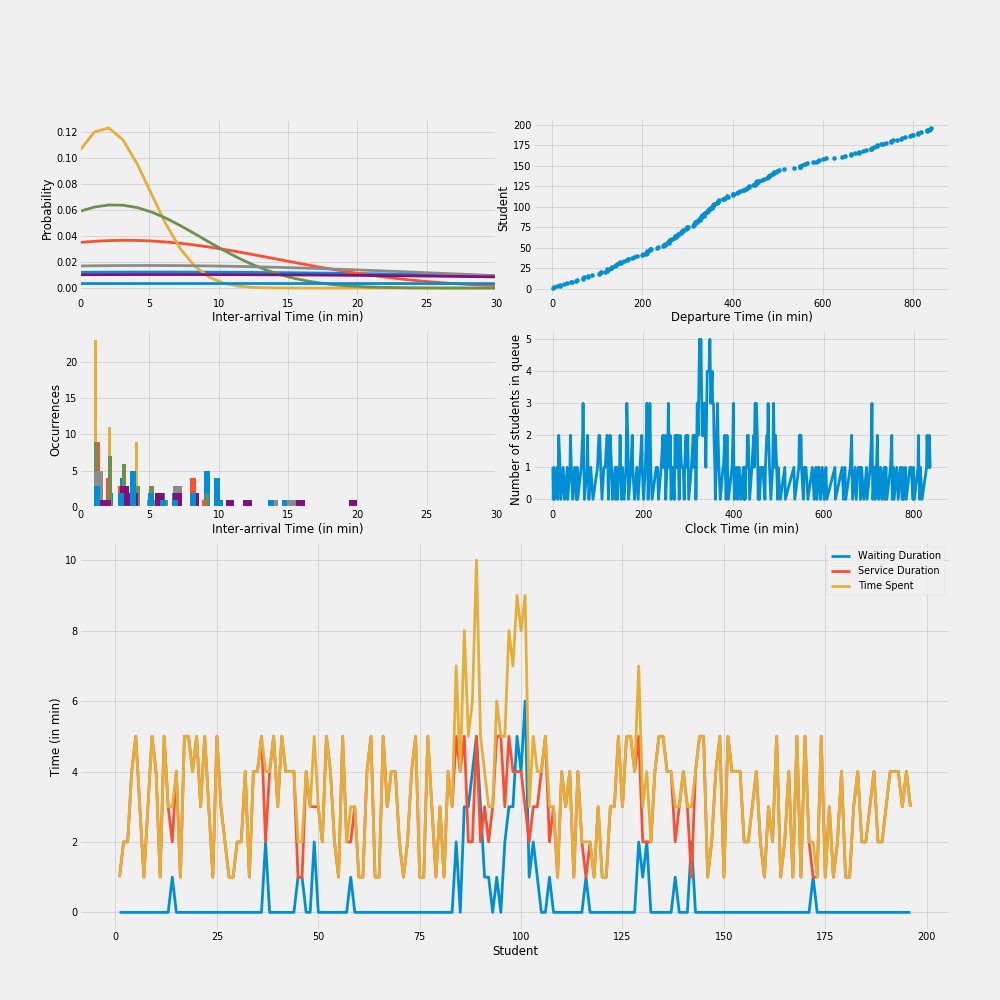 0.12
0.10
0.08
0.06
0.04
0.02
0.00
Probability
0 5 10 15 20 25 30
Inter-arrival Time (in min)
200
175
150
125
100
75
50
25
0
Student
0 200 400 600 800
Departure Time (in min)
20
15
10
5
0
Occurrences
0 5 10 15 20 25 30
Inter-arrival Time (in min)
5
4
3
2
1
0
Number of students in queue
0 200 400 600 800
Clock Time (in min)
10
8
6
4
2
0
Time (in min)
Waiting Duration
Service Duration
Time Spent
0 25 50 75 100 125 150 175 200
Student